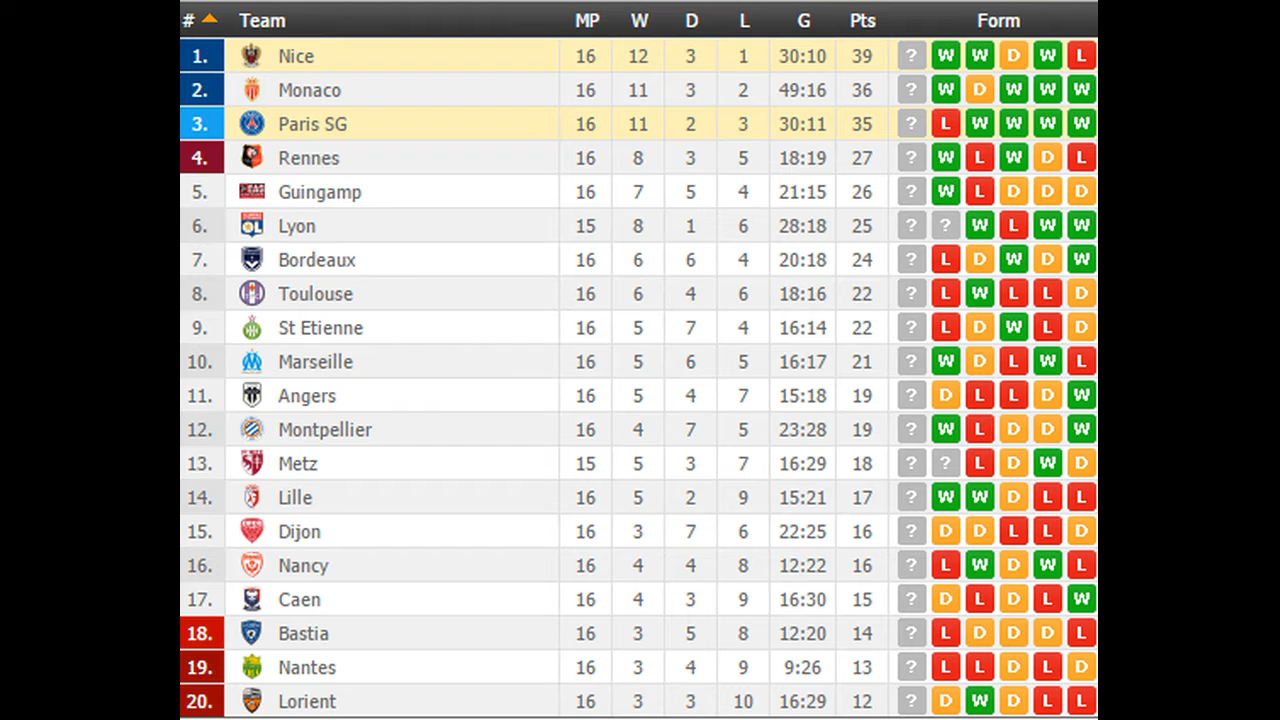 # Team MP W D L G Pts Form
1. Nice 16 12 3 1 30:10 39 ? W W D W L
2. Monaco 16 11 3 2 49:16 36 ? W D W W W
3. Paris SG 16 11 2 3 30:11 35 ? L W W W W
4. Rennes 16 8 3 5 18:19 27 ? W L W D L
5. Guingamp 16 7 5 4 21:15 26 ? W L D D D
6. Lyon 15 8 1 6 28:18 25 ? ? W L W W
7. Bordeaux 16 6 6 4 20:18 24 ? L D W D W
8. Toulouse 16 6 4 6 18:16 22 ? L W L L D
9. St Etienne 16 5 7 4 16:14 22 ? L D W L D
10. Marseille 16 5 6 5 16:17 21 ? W D L W L
11. Angers 16 5 4 7 15:18 19 ? D L L D W
12. Montpellier 16 4 7 5 23:28 19 ? W L D D W
13. Metz 15 5 3 7 16:29 18 ? ? L D W D
14. Lille 16 5 2 9 15:21 17 ? W W D L L
15. Dijon 16 3 7 6 22:25 16 ? D D L L D
16. Nancy 16 4 4 8 12:22 16 ? L W D W L
17. Caen 16 4 3 9 16:30 15 ? D L D L W
18. Bastia 16 3 5 8 12:20 14 ? L D D D L
19. Nantes 16 3 4 9 9:26 13 ? L L D L D
20. Lorient 16 3 3 10 16:29 12 ? D W D L L